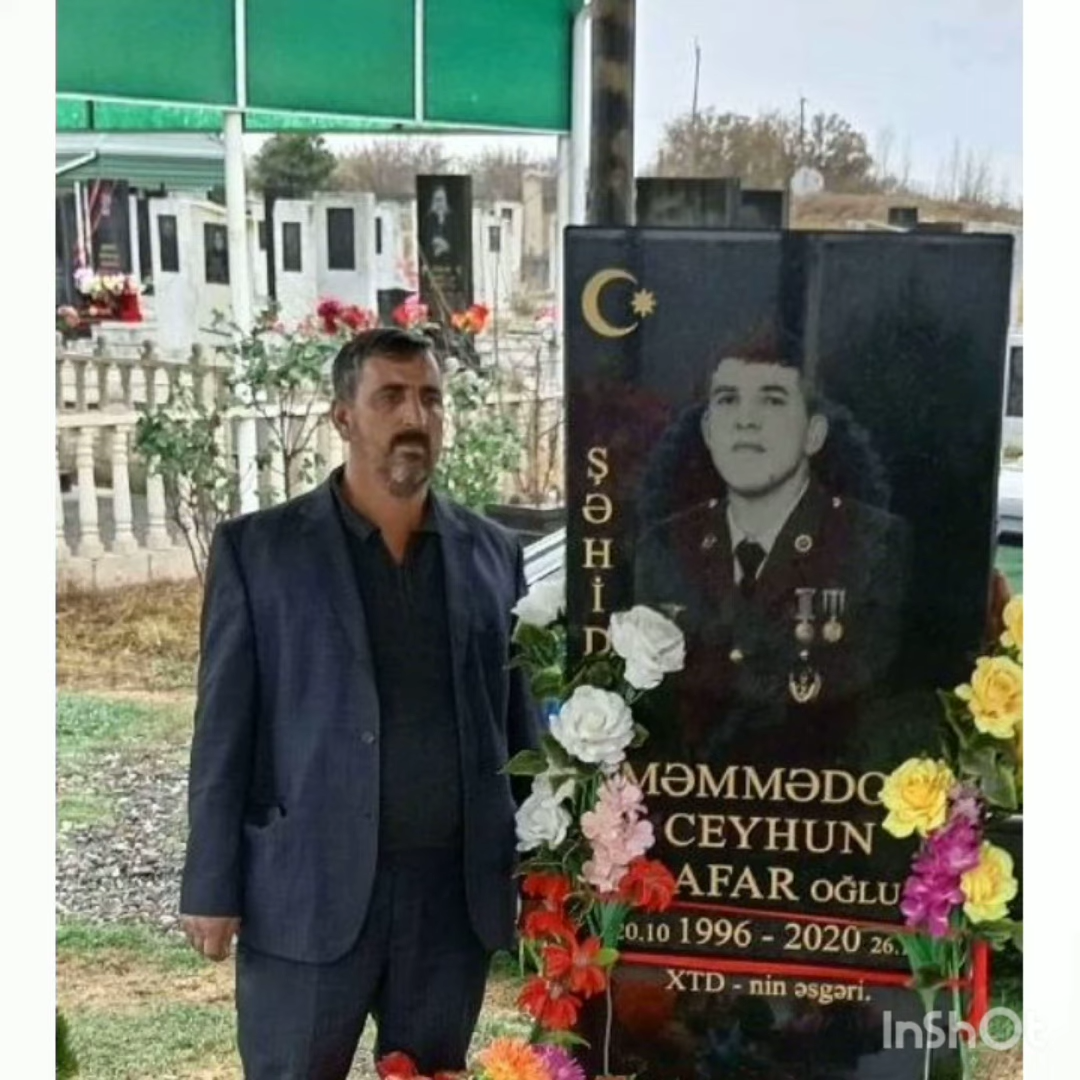 ŞƏHİD
MƏMMƏDO
CEYHUN
AFAR OĞLU
20.10 1996 - 2020 26.
XTD - nin əsgəri.
InShOt